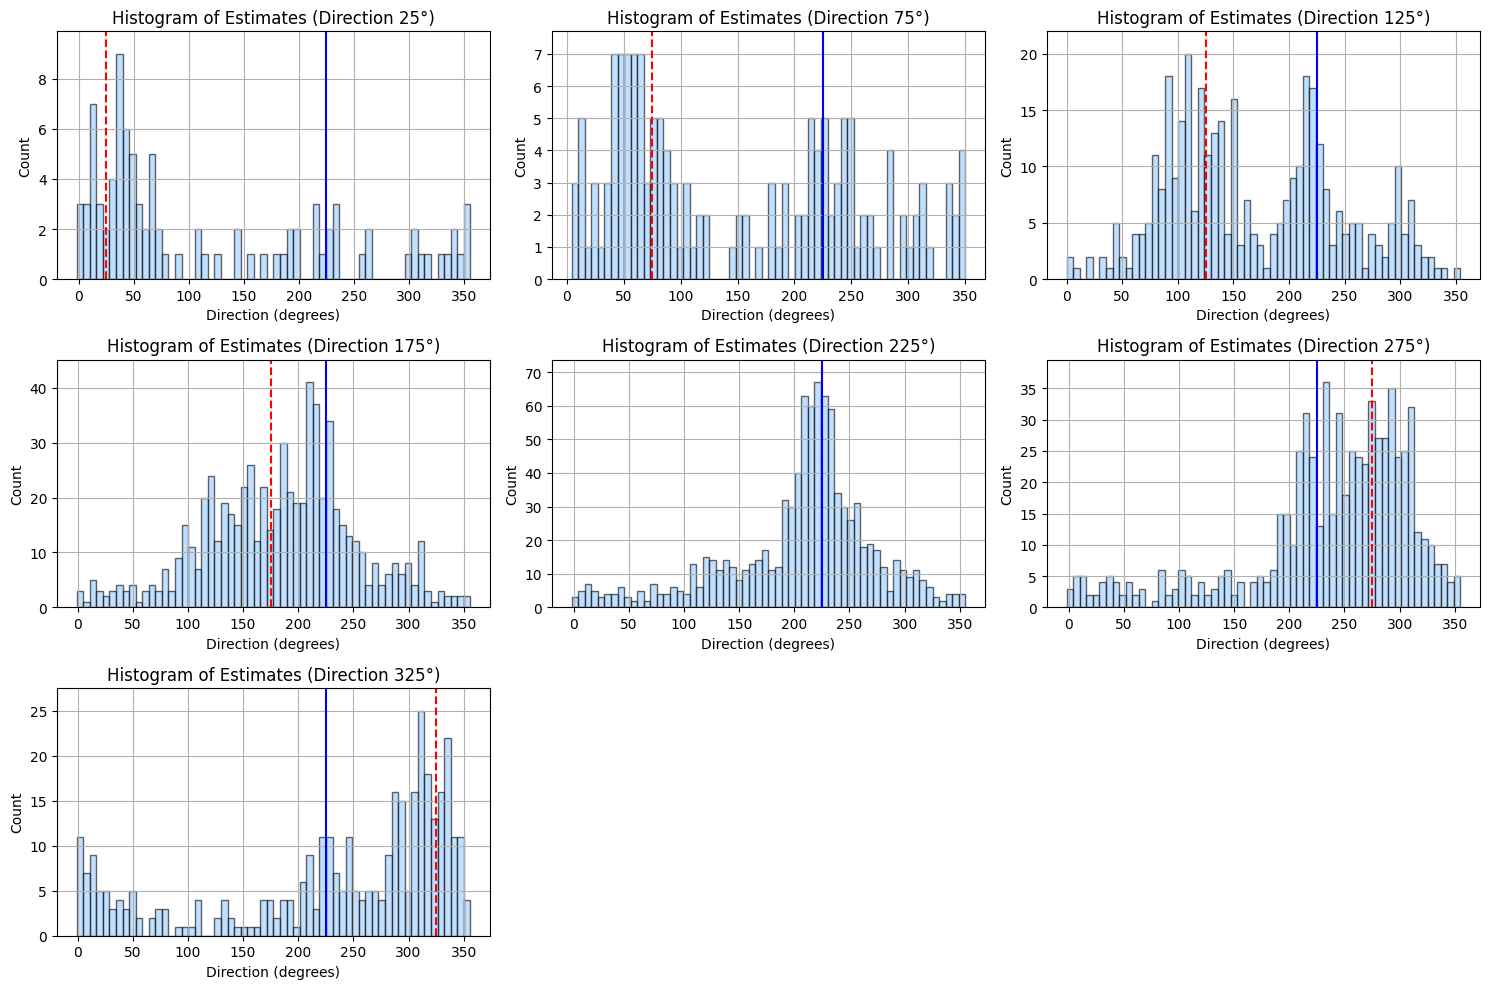 Histogram of Estimates (Direction 25°)
Count
8
6
4
2
0
0 50 100 150 200 250 300 350
Direction (degrees)
Histogram of Estimates (Direction 75°)
Count
7
6
5
4
3
2
1
0
0 50 100 150 200 250 300 350
Direction (degrees)
Histogram of Estimates (Direction 125°)
Count
20
15
10
5
0
0 50 100 150 200 250 300 350
Direction (degrees)
Histogram of Estimates (Direction 175°)
Count
40
30
20
10
0
0 50 100 150 200 250 300 350
Direction (degrees)
Histogram of Estimates (Direction 225°)
Count
70
60
50
40
30
20
10
0
0 50 100 150 200 250 300 350
Direction (degrees)
Histogram of Estimates (Direction 275°)
Count
35
30
25
20
15
10
5
0
0 50 100 150 200 250 300 350
Direction (degrees)
Histogram of Estimates (Direction 325°)
Count
25
20
15
10
5
0
0 50 100 150 200 250 300 350
Direction (degrees)